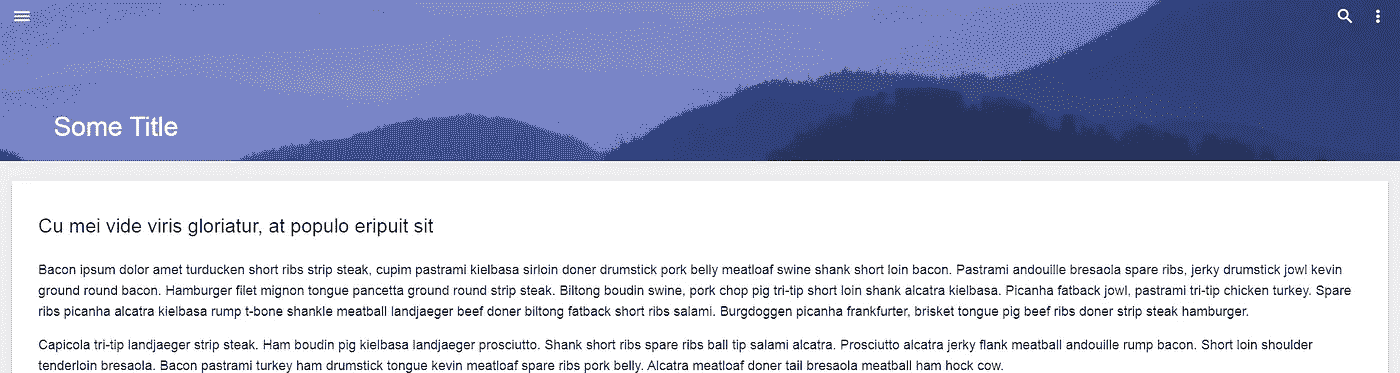 Some Title
Cu mei vide viris gloriatur, at populo eripuit sit
Bacon ipsum dolor amet turducken short ribs strip steak, cupim pastrami kielbasa sirloin doner drumstick pork belly meatloaf swine shank short loin bacon. Pastrami andouille bresaola spare ribs, jerky drumstick jowl kevin
ground round bacon. Hamburger filet mignon tongue pancetta ground round strip steak. Biltong boudin swine, pork chop pig tri-tip short loin shank alcatra kielbasa. Picanha fatback jowl, pastrami tri-tip chicken turkey. Spare
ribs picanha alcatra kielbasa rump t-bone shankle meatball landjaeger beef doner biltong fatback short ribs salami. Burgdoggen picanha frankfurter, brisket tongue pig beef ribs doner strip steak hamburger.
Capicola tri-tip landjaeger strip steak. Ham boudin pig kielbasa landjaeger prosciutto. Shank short ribs spare ribs ball tip salami alcatra. Prosciutto alcatra jerky flank meatball andouille rump bacon. Short loin shoulder
tenderloin bresaola. Bacon pastrami turkey ham drumstick tongue kevin meatloaf spare ribs pork belly. Alcatra meatloaf doner tail bresaola meatball ham hock cow.